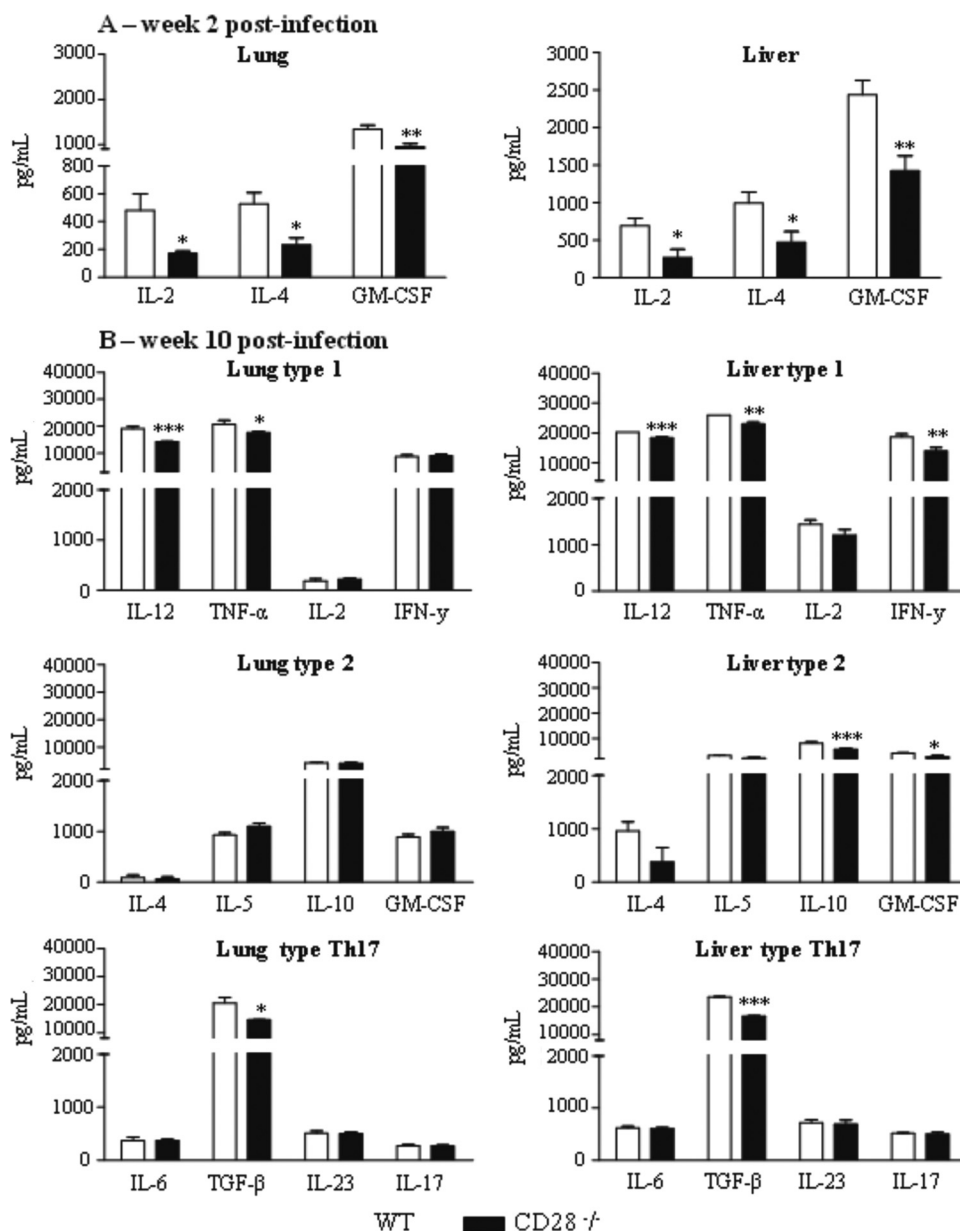 A – week 2 post-infection
Lung
3000
2000
1000
800
600
400
200
0
pg/mL
* * **
IL-2 IL-4 GM-CSF
Liver
3000
2500
2000
1500
1000
500
0
pg/mL
* * **
IL-2 IL-4 GM-CSF
B – week 10 post-infection
Lung type 1
40000
30000
20000
10000
2000
1000
0
pg/mL
*** *
IL-12 TNF-α IL-2 IFN-y
Liver type 1
40000
30000
20000
10000
2000
1000
0
pg/mL
*** ** **
IL-12 TNF-α IL-2 IFN-y
Lung type 2
40000
30000
20000
10000
2000
1000
0
pg/mL
IL-4 IL-5 IL-10 GM-CSF
Liver type 2
40000
30000
20000
10000
2000
1000
0
pg/mL
*** *
IL-4 IL-5 IL-10 GM-CSF
Lung type Th17
40000
30000
20000
10000
2000
1000
0
pg/mL
*
IL-6 TGF-β IL-23 IL-17
Liver type Th17
40000
30000
20000
10000
2000
1000
0
pg/mL
***
IL-6 TGF-β IL-23 IL-17
WT CD28 -/-